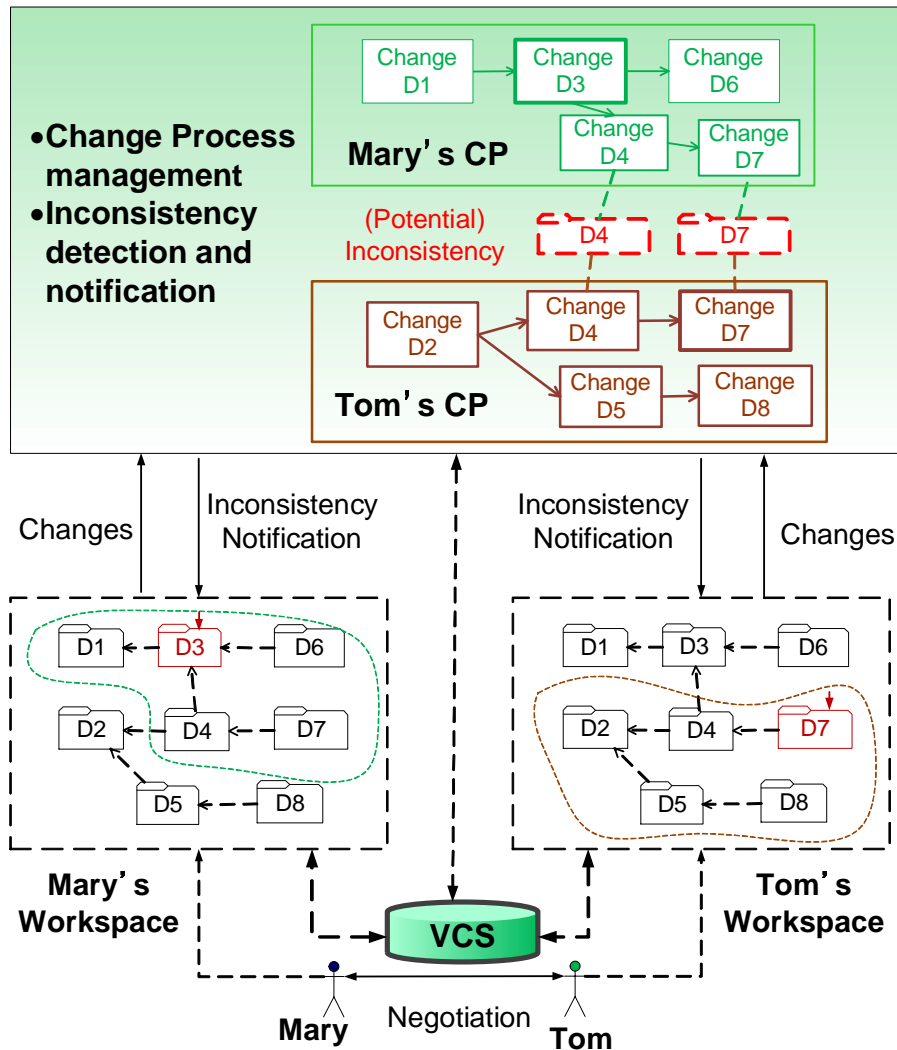 •Change Process
management
•Inconsistency
detection and
notification
Change
D1
Change
D3
Change
D6
Change
D4
Change
D7
Mary's CP
(Potential)
Inconsistency
D4
D7
Change
D2
Change
D4
Change
D7
Change
D5
Change
D8
Tom's CP
Changes
Inconsistency
Notification
Inconsistency
Notification
Changes
D1
D3
D6
D2
D4
D7
D5
D8
D1
D3
D6
D2
D4
D7
D5
D8
Mary's
Workspace
Tom's
Workspace
VCS
Mary
Negotiation
Tom